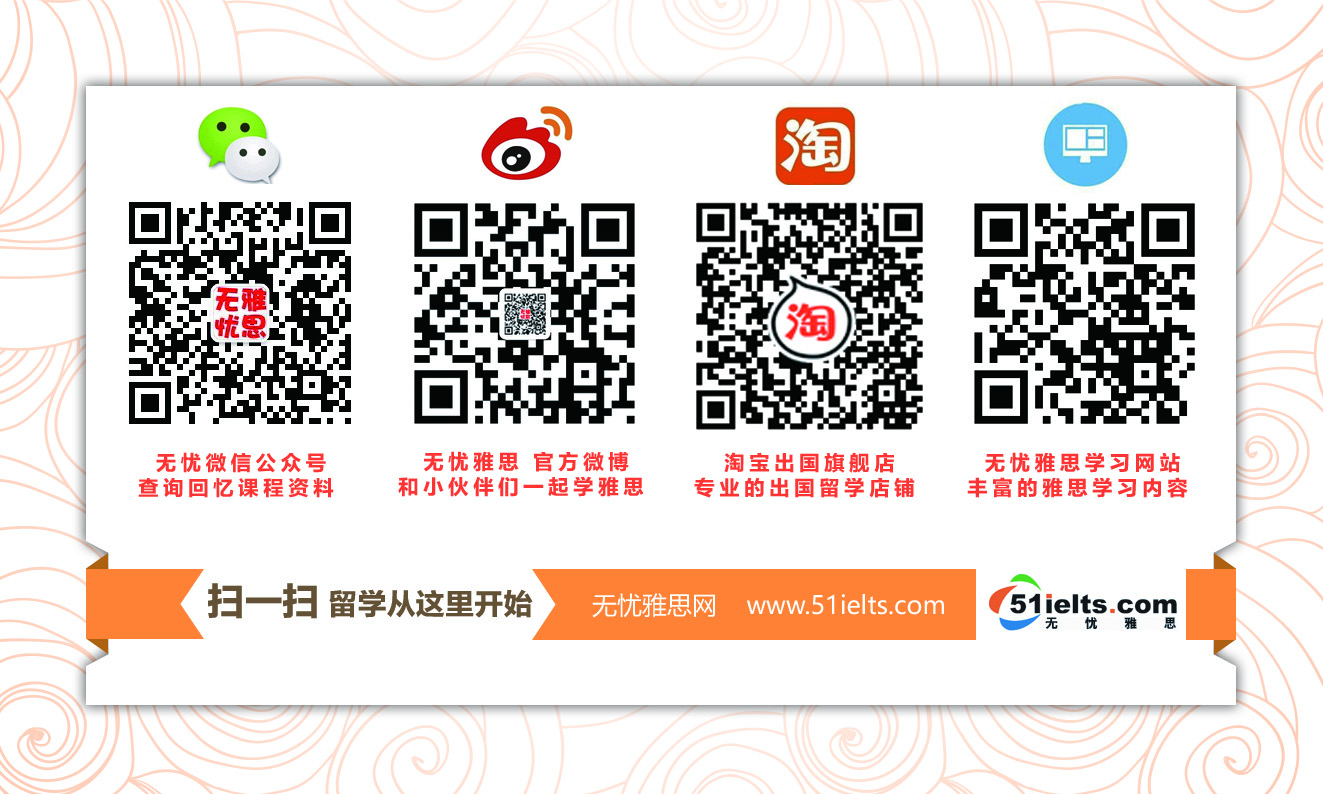 淘
无雅
忧思
淘
无忧微信公众号
查询回忆课程资料
无忧雅思 官方微博
和小伙伴们一起学雅思
淘宝出国旗舰店
专业的出国留学店铺
无忧雅思学习网站
丰富的雅思学习内容
扫一扫 留学从这里开始
无忧雅思网 www.51ielts.com
51ielts.com
无忧雅思